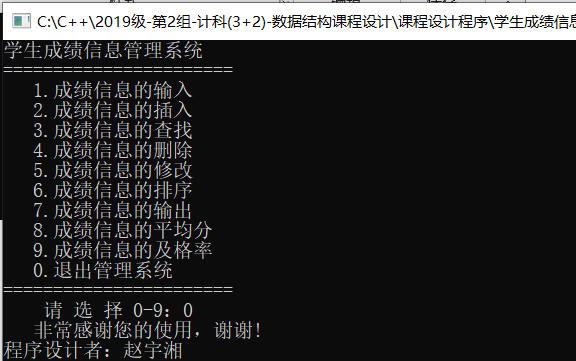 C:\C++\2019级-第2组-计科(3+2)-数据结构课程设计\课程设计程序\学生成绩信息
学生成绩信息管理系统
=======================
1.成绩信息的输入
2.成绩信息的插入
3.成绩信息的查找
4.成绩信息的删除
5.成绩信息的修改
6.成绩信息的排序
7.成绩信息的输出
8.成绩信息的平均分
9.成绩信息的及格率
0.退出管理系统
=======================
请 选 择 0-9：0
非常感谢您的使用，谢谢!
程序设计者：赵宇湘